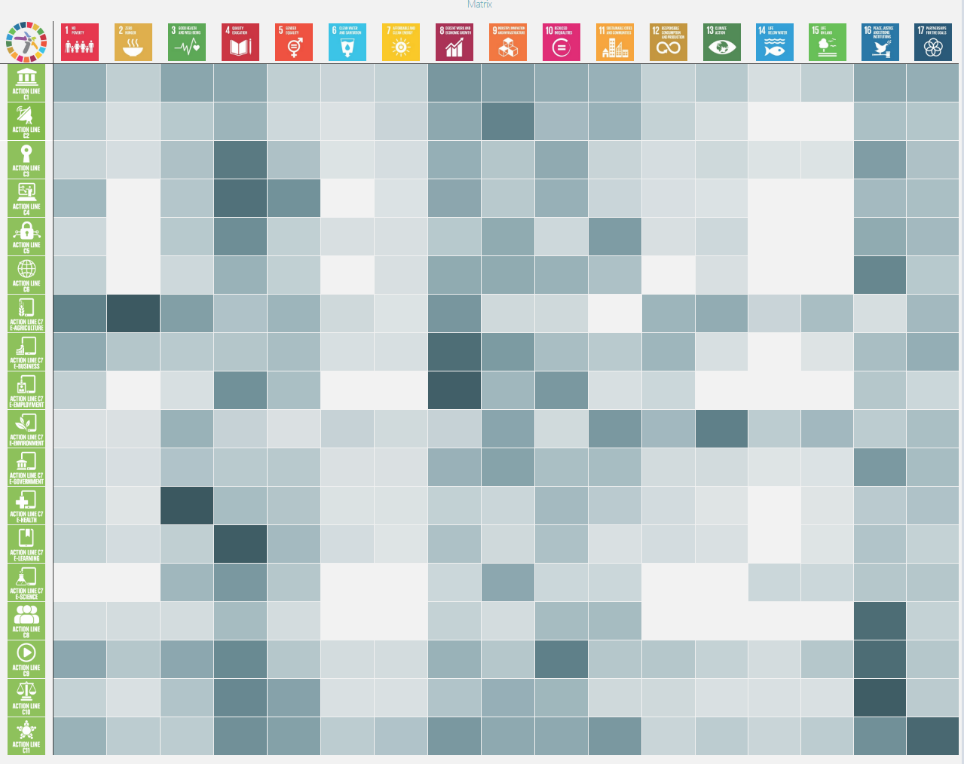 Matrix
1 NO POVERTY
2 ZERO HUNGER
3 GOOD HEALTH AND WELL-BEING
4 QUALITY EDUCATION
5 GENDER EQUALITY
6 CLEAN WATER AND SANITATION
7
8 DECENT WORK AND ECONOMIC GROWTH
9 INDUSTRY, INNOVATION AND INFRASTRUCTURE
10 REDUCED INEQUALITIES
11 SUSTAINABLE CITIES AND COMMUNITIES
12 RESPONSIBLE CONSUMPTION AND PRODUCTION
13 CLIMATE ACTION
14 LIFE BELOW WATER
15 LIFE ON LAND
16 PEACE, JUSTICE AND STRONG INSTITUTIONS
17 PARTNERSHIPS FOR THE GOALS
ACTION LINE
C1
ACTION LINE
C2
ACTION LINE
C3
ACTION LINE
C4
ACTION LINE
C5
ACTION LINE
C6
ACTION LINE C7
E-AGRICULTURE
ACTION LINE C7
E-BUSINESS
ACTION LINE C7
E-EMPLOYMENT
ACTION LINE C7
E-ENVIRONMENT
ACTION LINE C7
E-GOVERNMENT
ACTION LINE C7
E-HEALTH
ACTION LINE C7
E-LEARNING
ACTION LINE C7
E-SCIENCE
ACTION LINE
C8
ACTION LINE
C9
ACTION LINE
C10
ACTION LINE
C11